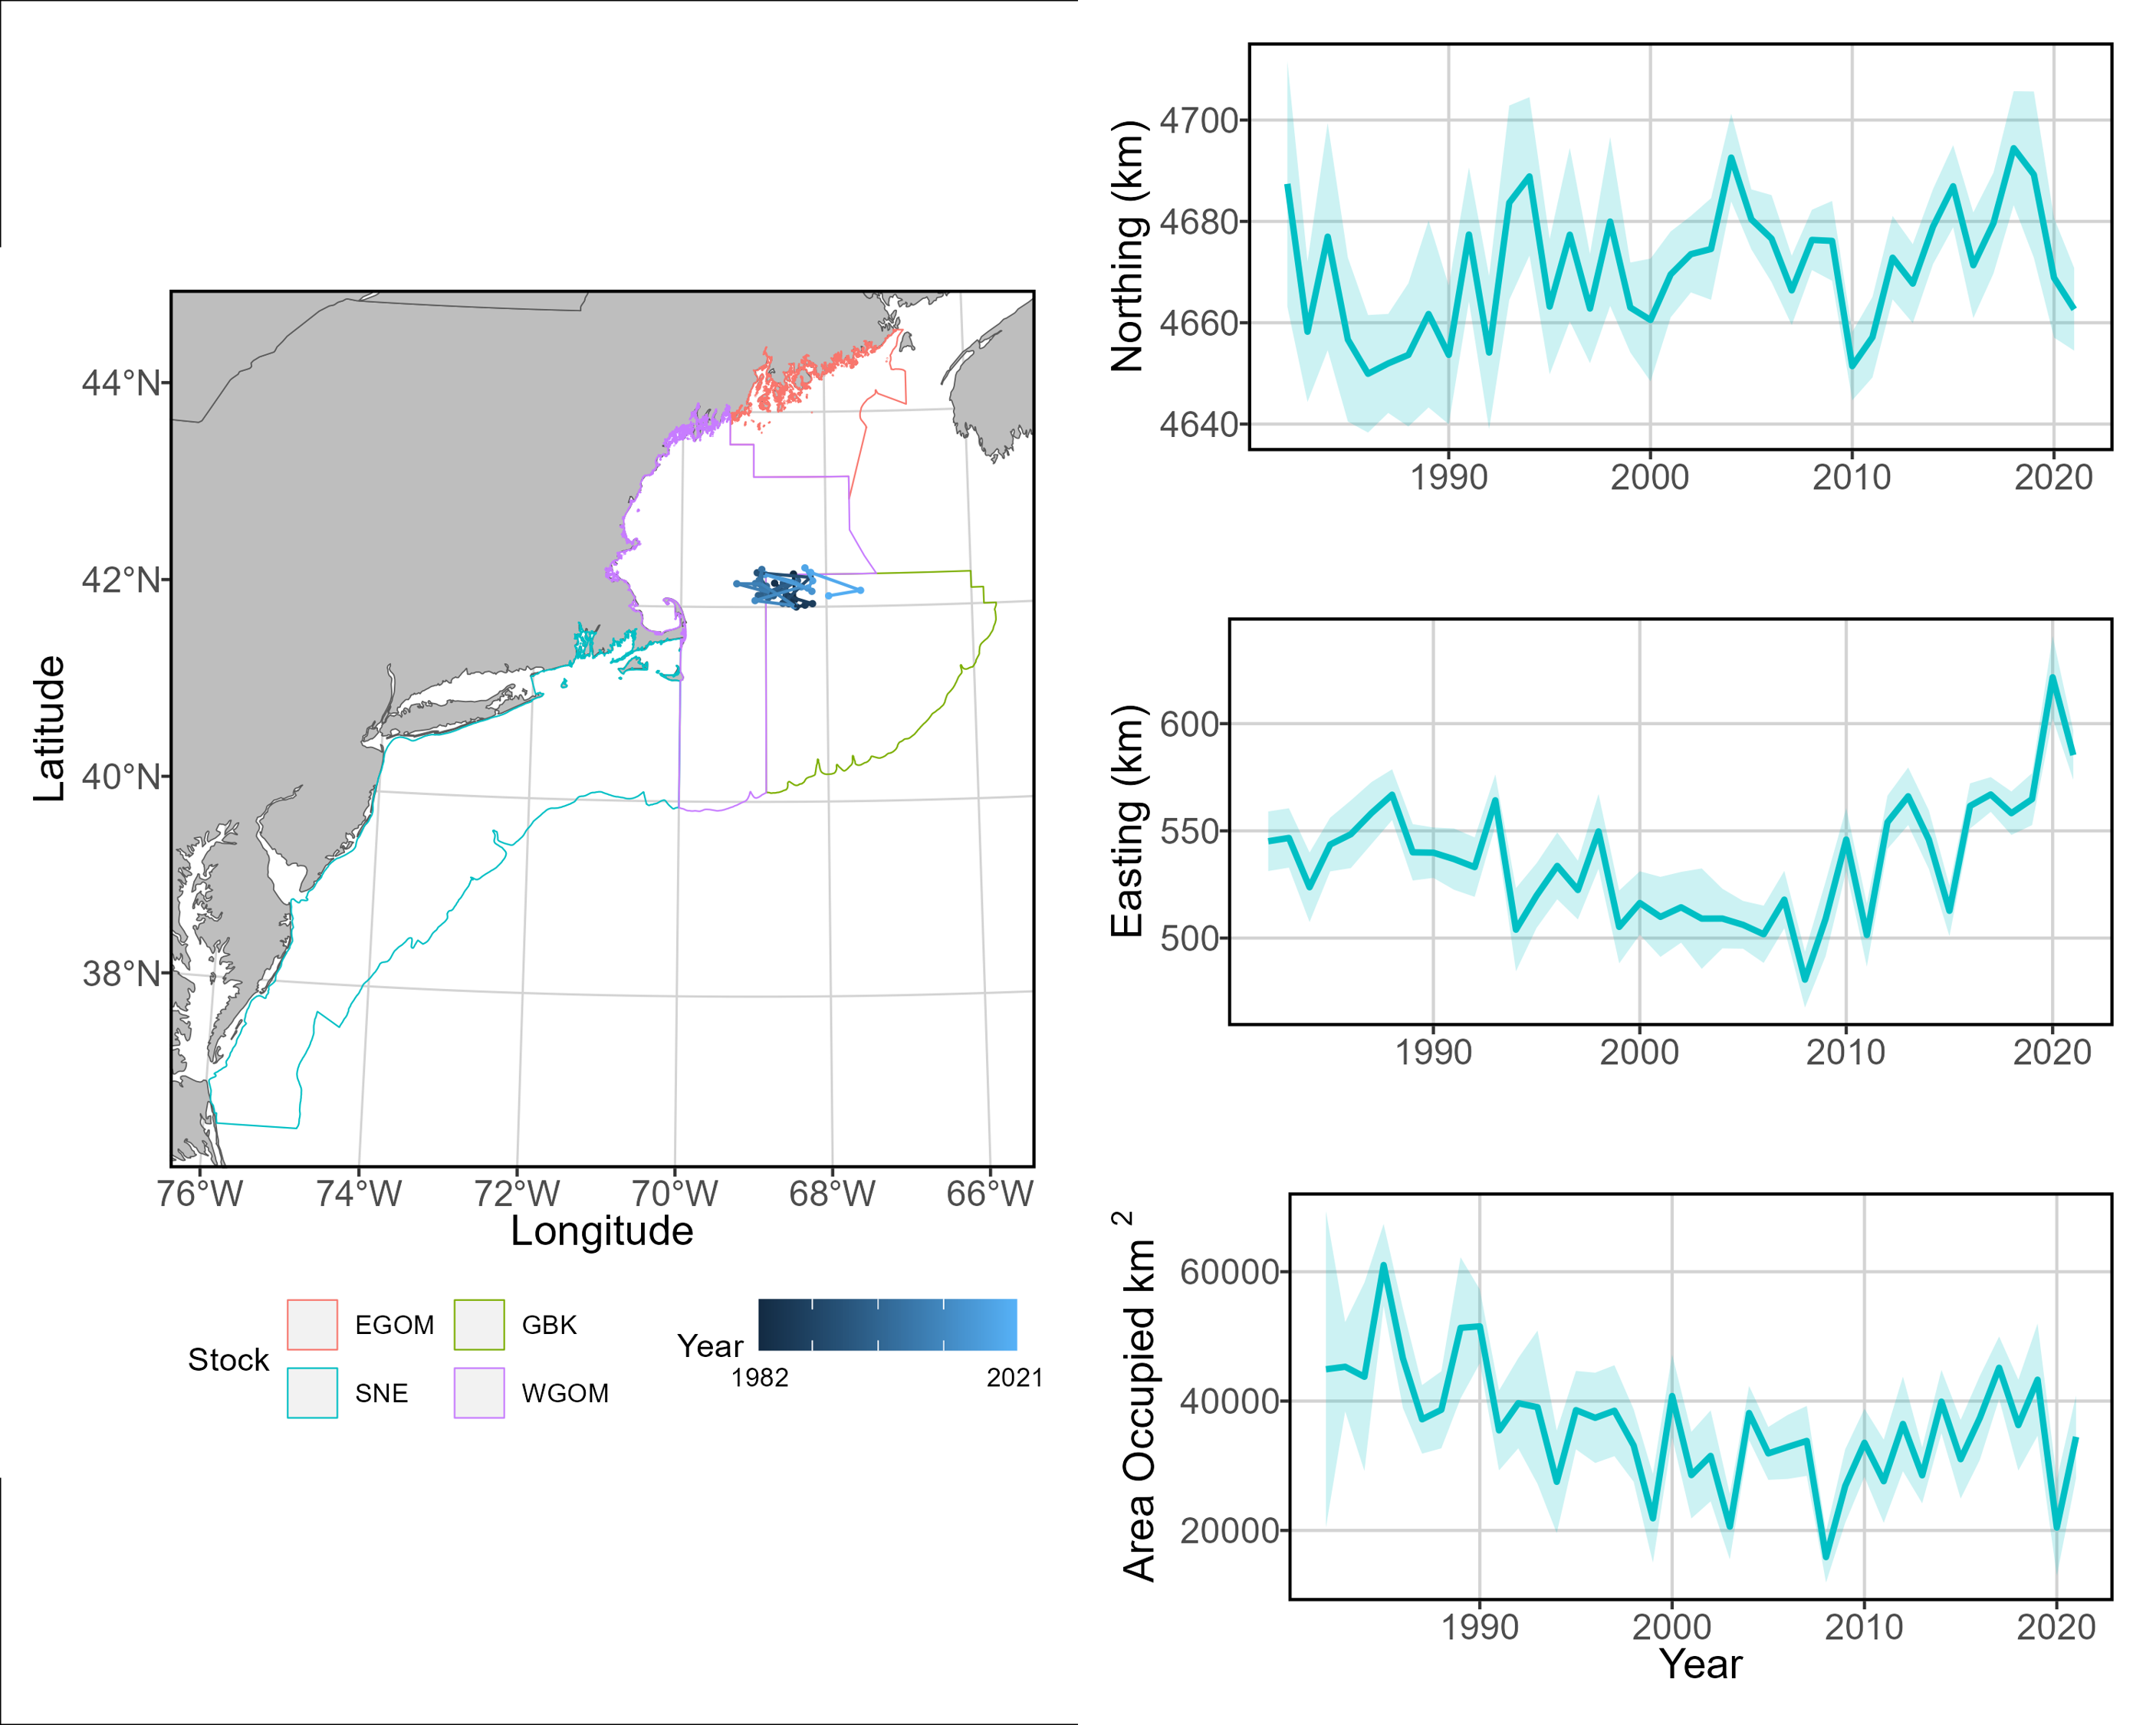 44°N
42°N
40°N
38°N
Latitude
76°W 74°W 72°W 70°W 68°W 66°W
Longitude
Stock
EGOM
GBK
SNE
WGOM
Year
1982 2021
Northing (km)
4700
4680
4660
4640
1990 2000 2010 2020
Easting (km)
600
550
500
1990 2000 2010 2020
Area Occupied km 2
60000
40000
20000
1990 2000 2010 2020
Year